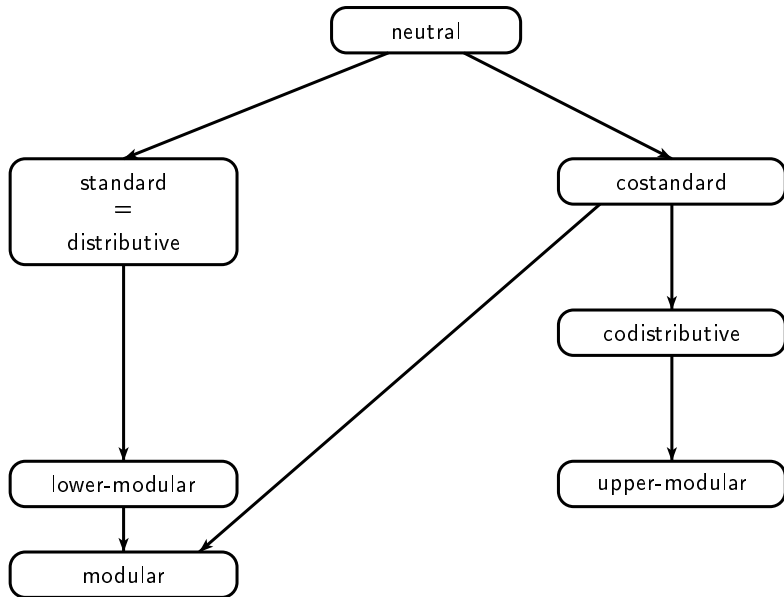 neutral
standard
=
distributive
costandard
codistributive
lower-modular
upper-modular
modular